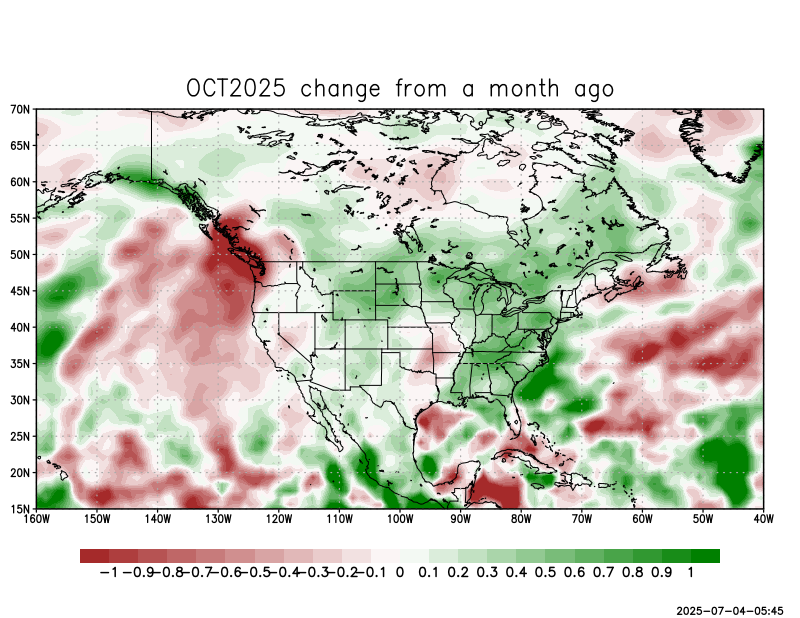 OCT2025 change from a month ago
70N
65N
60N
55N
50N
45N
40N
35N
30N
25N
20N
15N
160W 150W 140W 130W 120W 110W 100W 90W 80W 70W 60W 50W 40W
-1 -0.9 -0.8 -0.7 -0.6 -0.5 -0.4 -0.3 -0.2 -0.1 0 0.1 0.2 0.3 0.4 0.5 0.6 0.7 0.8 0.9 1
2025-07-04-05:45